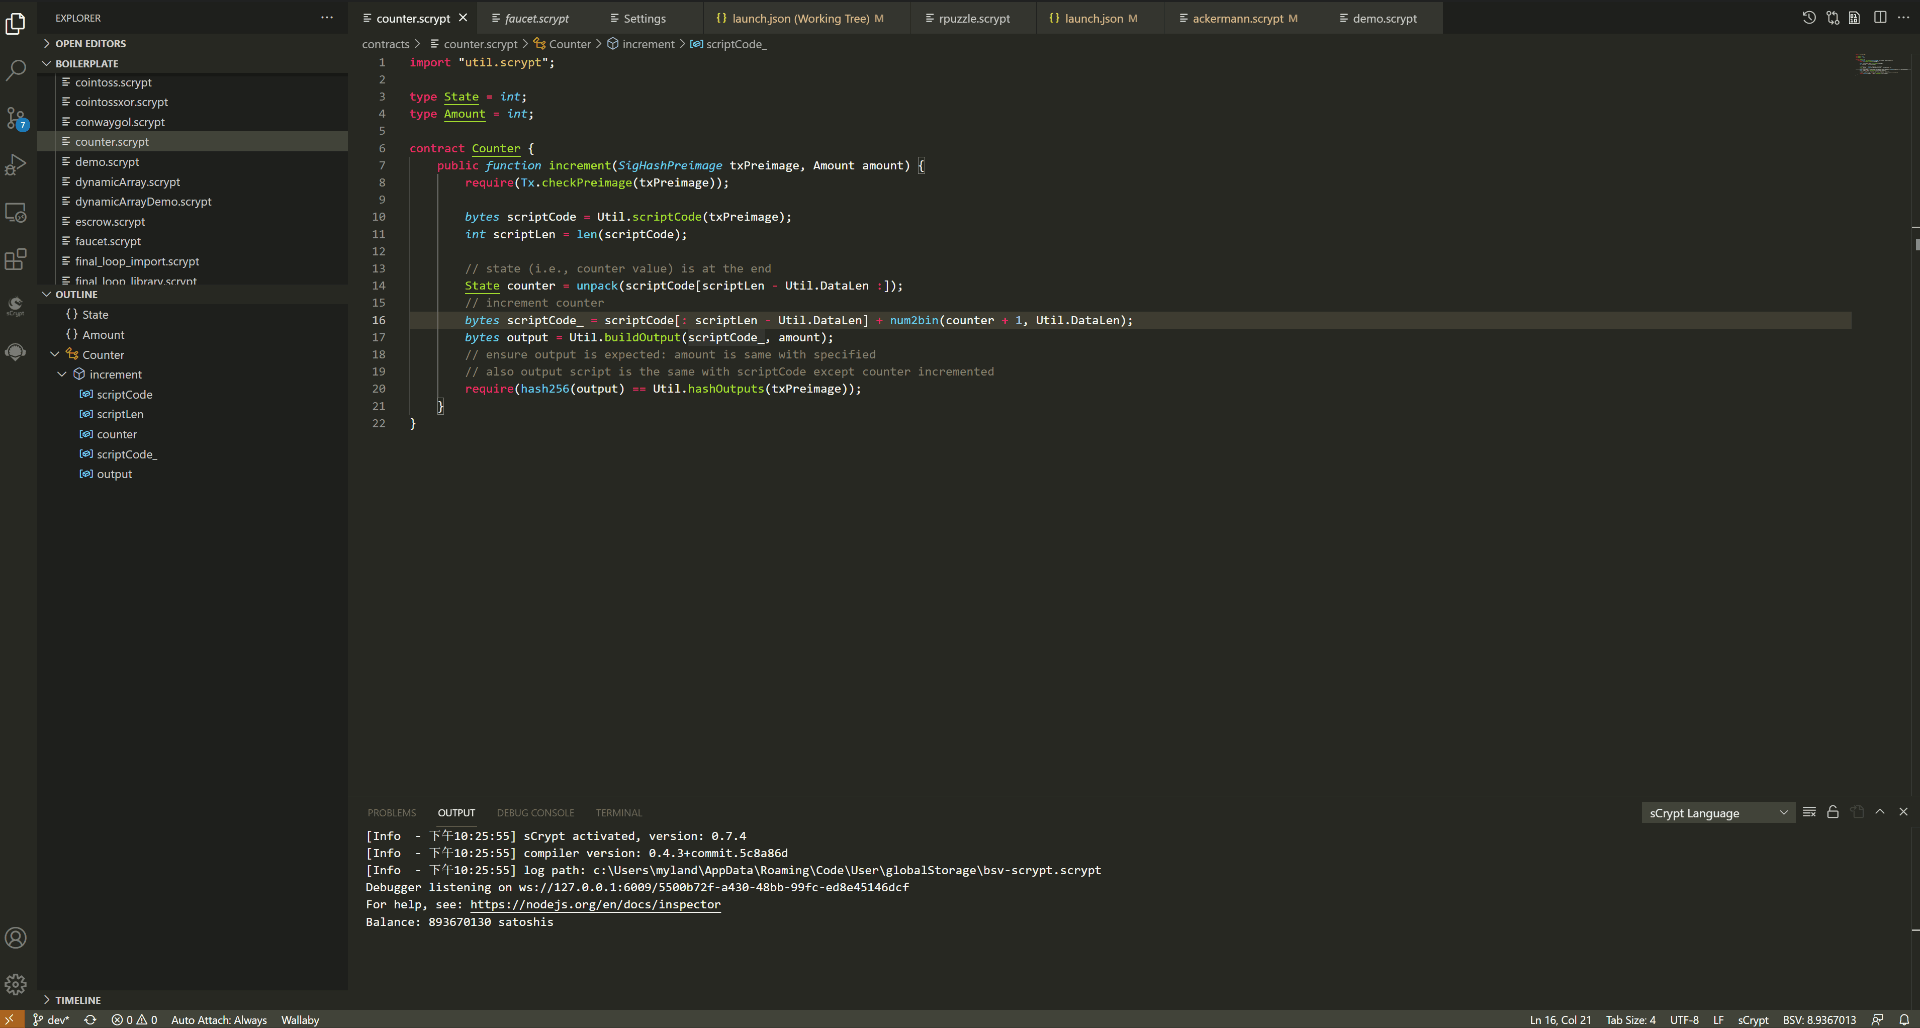 EXPLORER
OPEN EDITORS
BOILERPLATE
cointoss.scrypt
cointossxor.scrypt
conwaygol.scrypt
counter.scrypt
demo.scrypt
dynamicArray.scrypt
dynamicArrayDemo.scrypt
escrow.scrypt
faucet.scrypt
final_loop_import.scrypt
final_loop_library.scrypt
OUTLINE
{} State
{} Amount
Counter
increment
scriptCode
scriptLen
counter
scriptCode_
output
TIMELINE
7
sCrypt
counter.scrypt faucet.scrypt Settings {} launch.json (Working Tree) M rpuzzle.scrypt {} launch.json M ackermann.scrypt M demo.scrypt
contracts > counter.scrypt > Counter > increment > scriptCode_
1 import "util.scrypt";
2
3 type State = int;
4 type Amount = int;
5
6 contract Counter {
7 public function increment(SigHashPreimage txPreimage, Amount amount) {
8 require(Tx.checkPreimage(txPreimage));
9
10 bytes scriptCode = Util.scriptCode(txPreimage);
11 int scriptLen = len(scriptCode);
12
13 // state (i.e., counter value) is at the end
14 State counter = unpack(scriptCode[scriptLen - Util.DataLen :]);
15 // increment counter
16 bytes scriptCode_ = scriptCode[: scriptLen - Util.DataLen] + num2bin(counter + 1, Util.DataLen);
17 bytes output = Util.buildOutput(scriptCode_, amount);
18 // ensure output is expected: amount is same with specified
19 // also output script is the same with scriptCode except counter incremented
20 require(hash256(output) == Util.hashOutputs(txPreimage));
21 }
22 }
PROBLEMS OUTPUT DEBUG CONSOLE TERMINAL
sCrypt Language
[Info - 下午10:25:55] sCrypt activated, version: 0.7.4
[Info - 下午10:25:55] compiler version: 0.4.3+commit.5c8a86d
[Info - 下午10:25:55] log path: c:\Users\myland\AppData\Roaming\Code\User\globalStorage\bsv-scrypt.scrypt
Debugger listening on ws://127.0.0.1:6009/5500b72f-a430-48bb-99fc-ed8e45146dcf
For help, see: https://nodejs.org/en/docs/inspector
Balance: 893670130 satoshis
dev* 0 0 Auto Attach: Always Wallaby
Ln 16, Col 21 Tab Size: 4 UTF-8 LF sCrypt BSV: 8.9367013